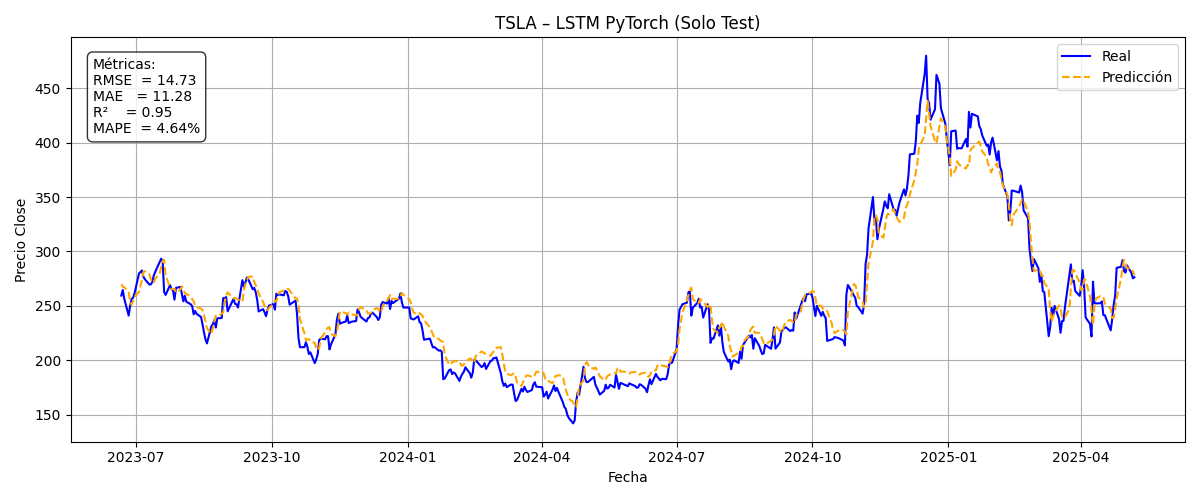 TSLA – LSTM PyTorch (Solo Test)
Métricas:
RMSE = 14.73
MAE = 11.28
R² = 0.95
MAPE = 4.64%
Real
Predicción
Precio Close
450
400
350
300
250
200
150
2023-07
2023-10
2024-01
2024-04
2024-07
2024-10
2025-01
2025-04
Fecha